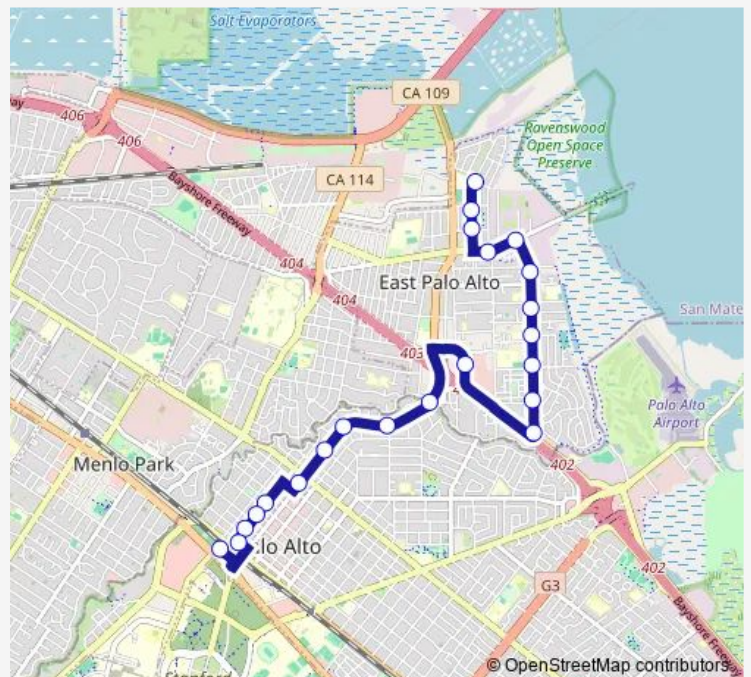 Salt Evaporators
406
406
CA 109
Ravenswood
Open Space
Preserve
CA 114
Bayshore Freeway
404
404
East Palo Alto
San Mate
403
Palo Alto
Airport
402
Menlo Park
lo Alto
402
G3
Bayshore Freeway
© OpenStreetMap contributors